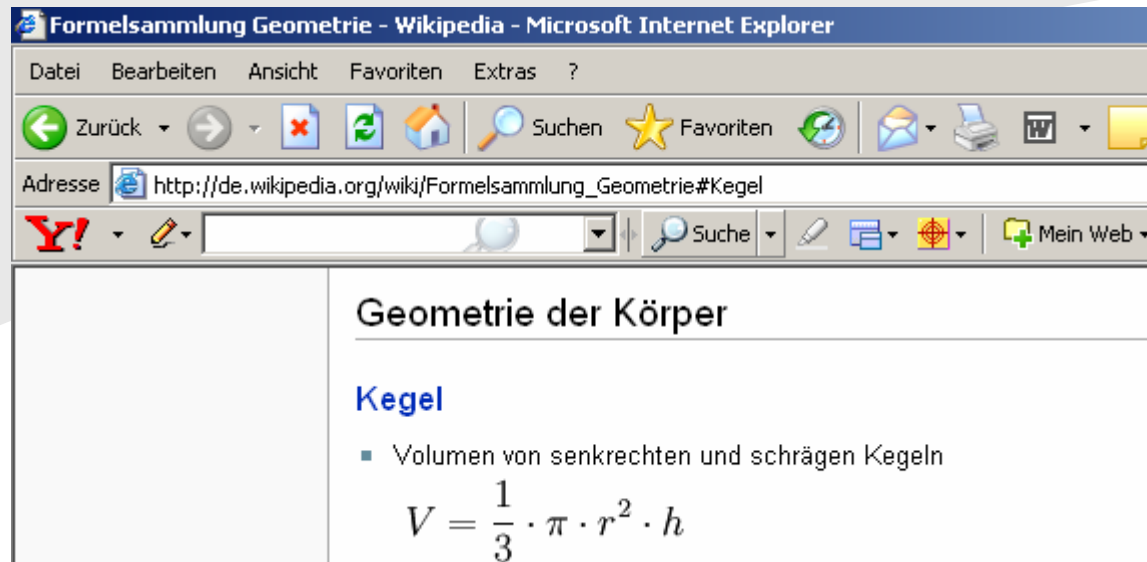 Formelsammlung Geometrie - Wikipedia - Microsoft Internet Explorer
Datei Bearbeiten Ansicht Favoriten Extras ?
Zurück Suchen Favoriten W
Adresse http://de.wikipedia.org/wiki/Formelsammlung_Geometrie#Kegel
Y! Suche Mein Web
Geometrie der Körper
Kegel
Volumen von senkrechten und schrägen Kegeln
V = 1/3 · π · r² · h